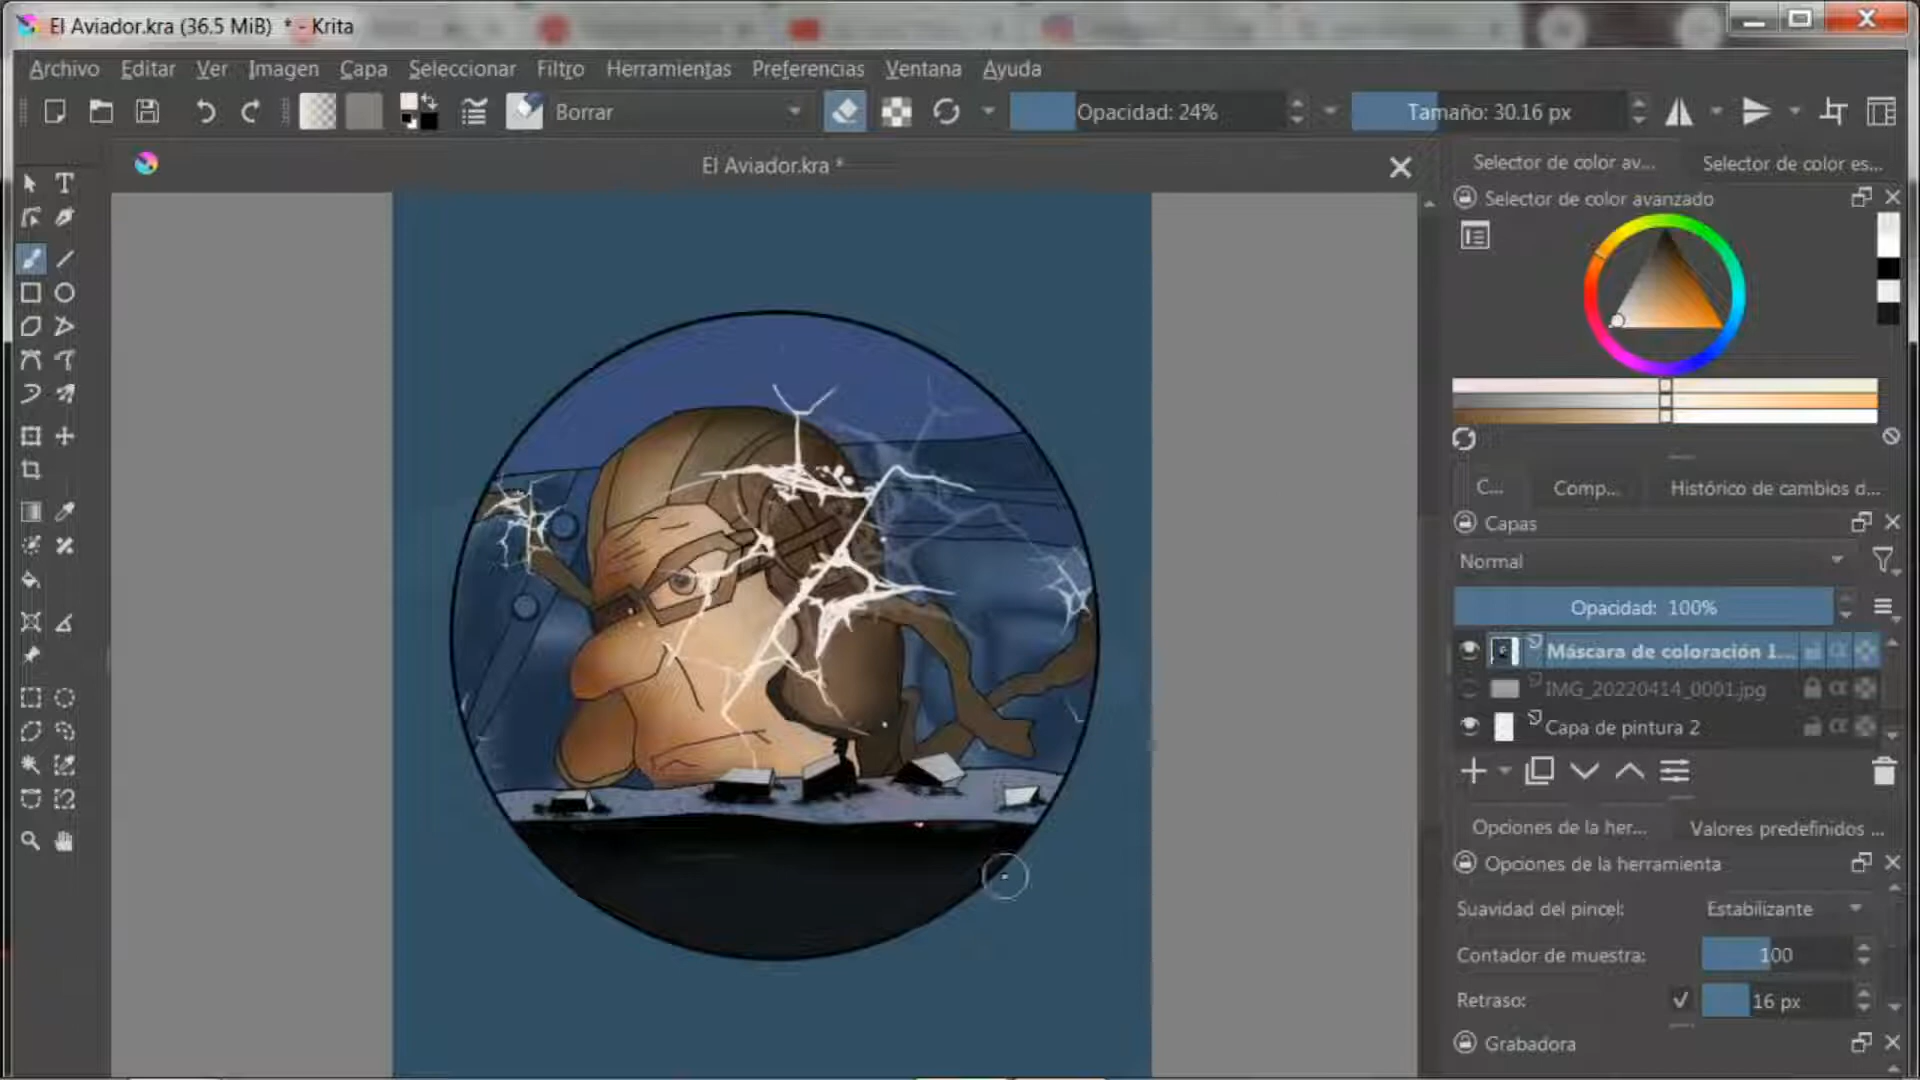 El Aviador.kra (36.5 MiB) * - Krita
Archivo Editar Ver Imagen Capa Seleccionar Filtro Herramientas Preferencias Ventana Ayuda
Borrar Opacidad: 24% Tamaño: 30.16 px
El Aviador.kra *
Selector de color av... Selector de color es...
Selector de color avanzado
C... Comp... Histórico de cambios d...
Capas
Normal
Opacidad: 100%
Máscara de coloración 1...
IMG_20220414_0001.jpg
Capa de pintura 2
Opciones de la her... Valores predefinidos ...
Opciones de la herramienta
Suavidad del pincel: Estabilizante
Contador de muestra: 100
Retraso: 16 px
Grabadora